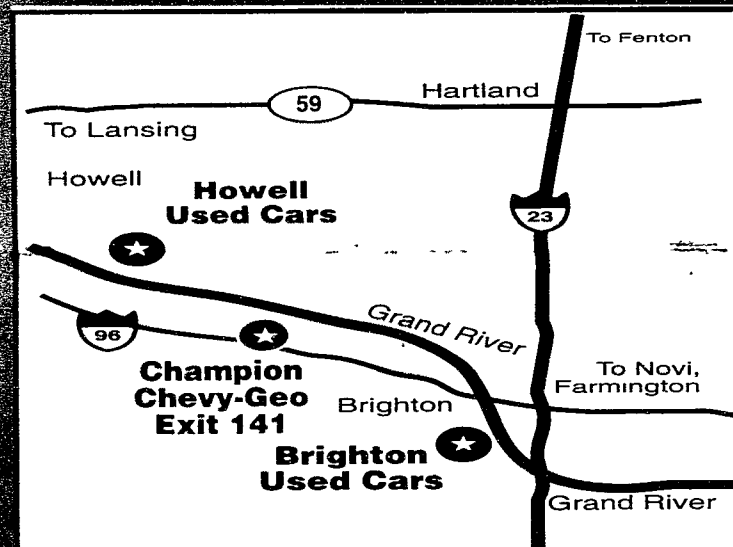 To Fenton
Hartland
59
To Lansing
Howell
Howell
Used Cars
23
96
Grand River
Champion
Chevy-Geo
Exit 141
To Novi,
Farmington
Brighton
Brighton
Used Cars
Grand River